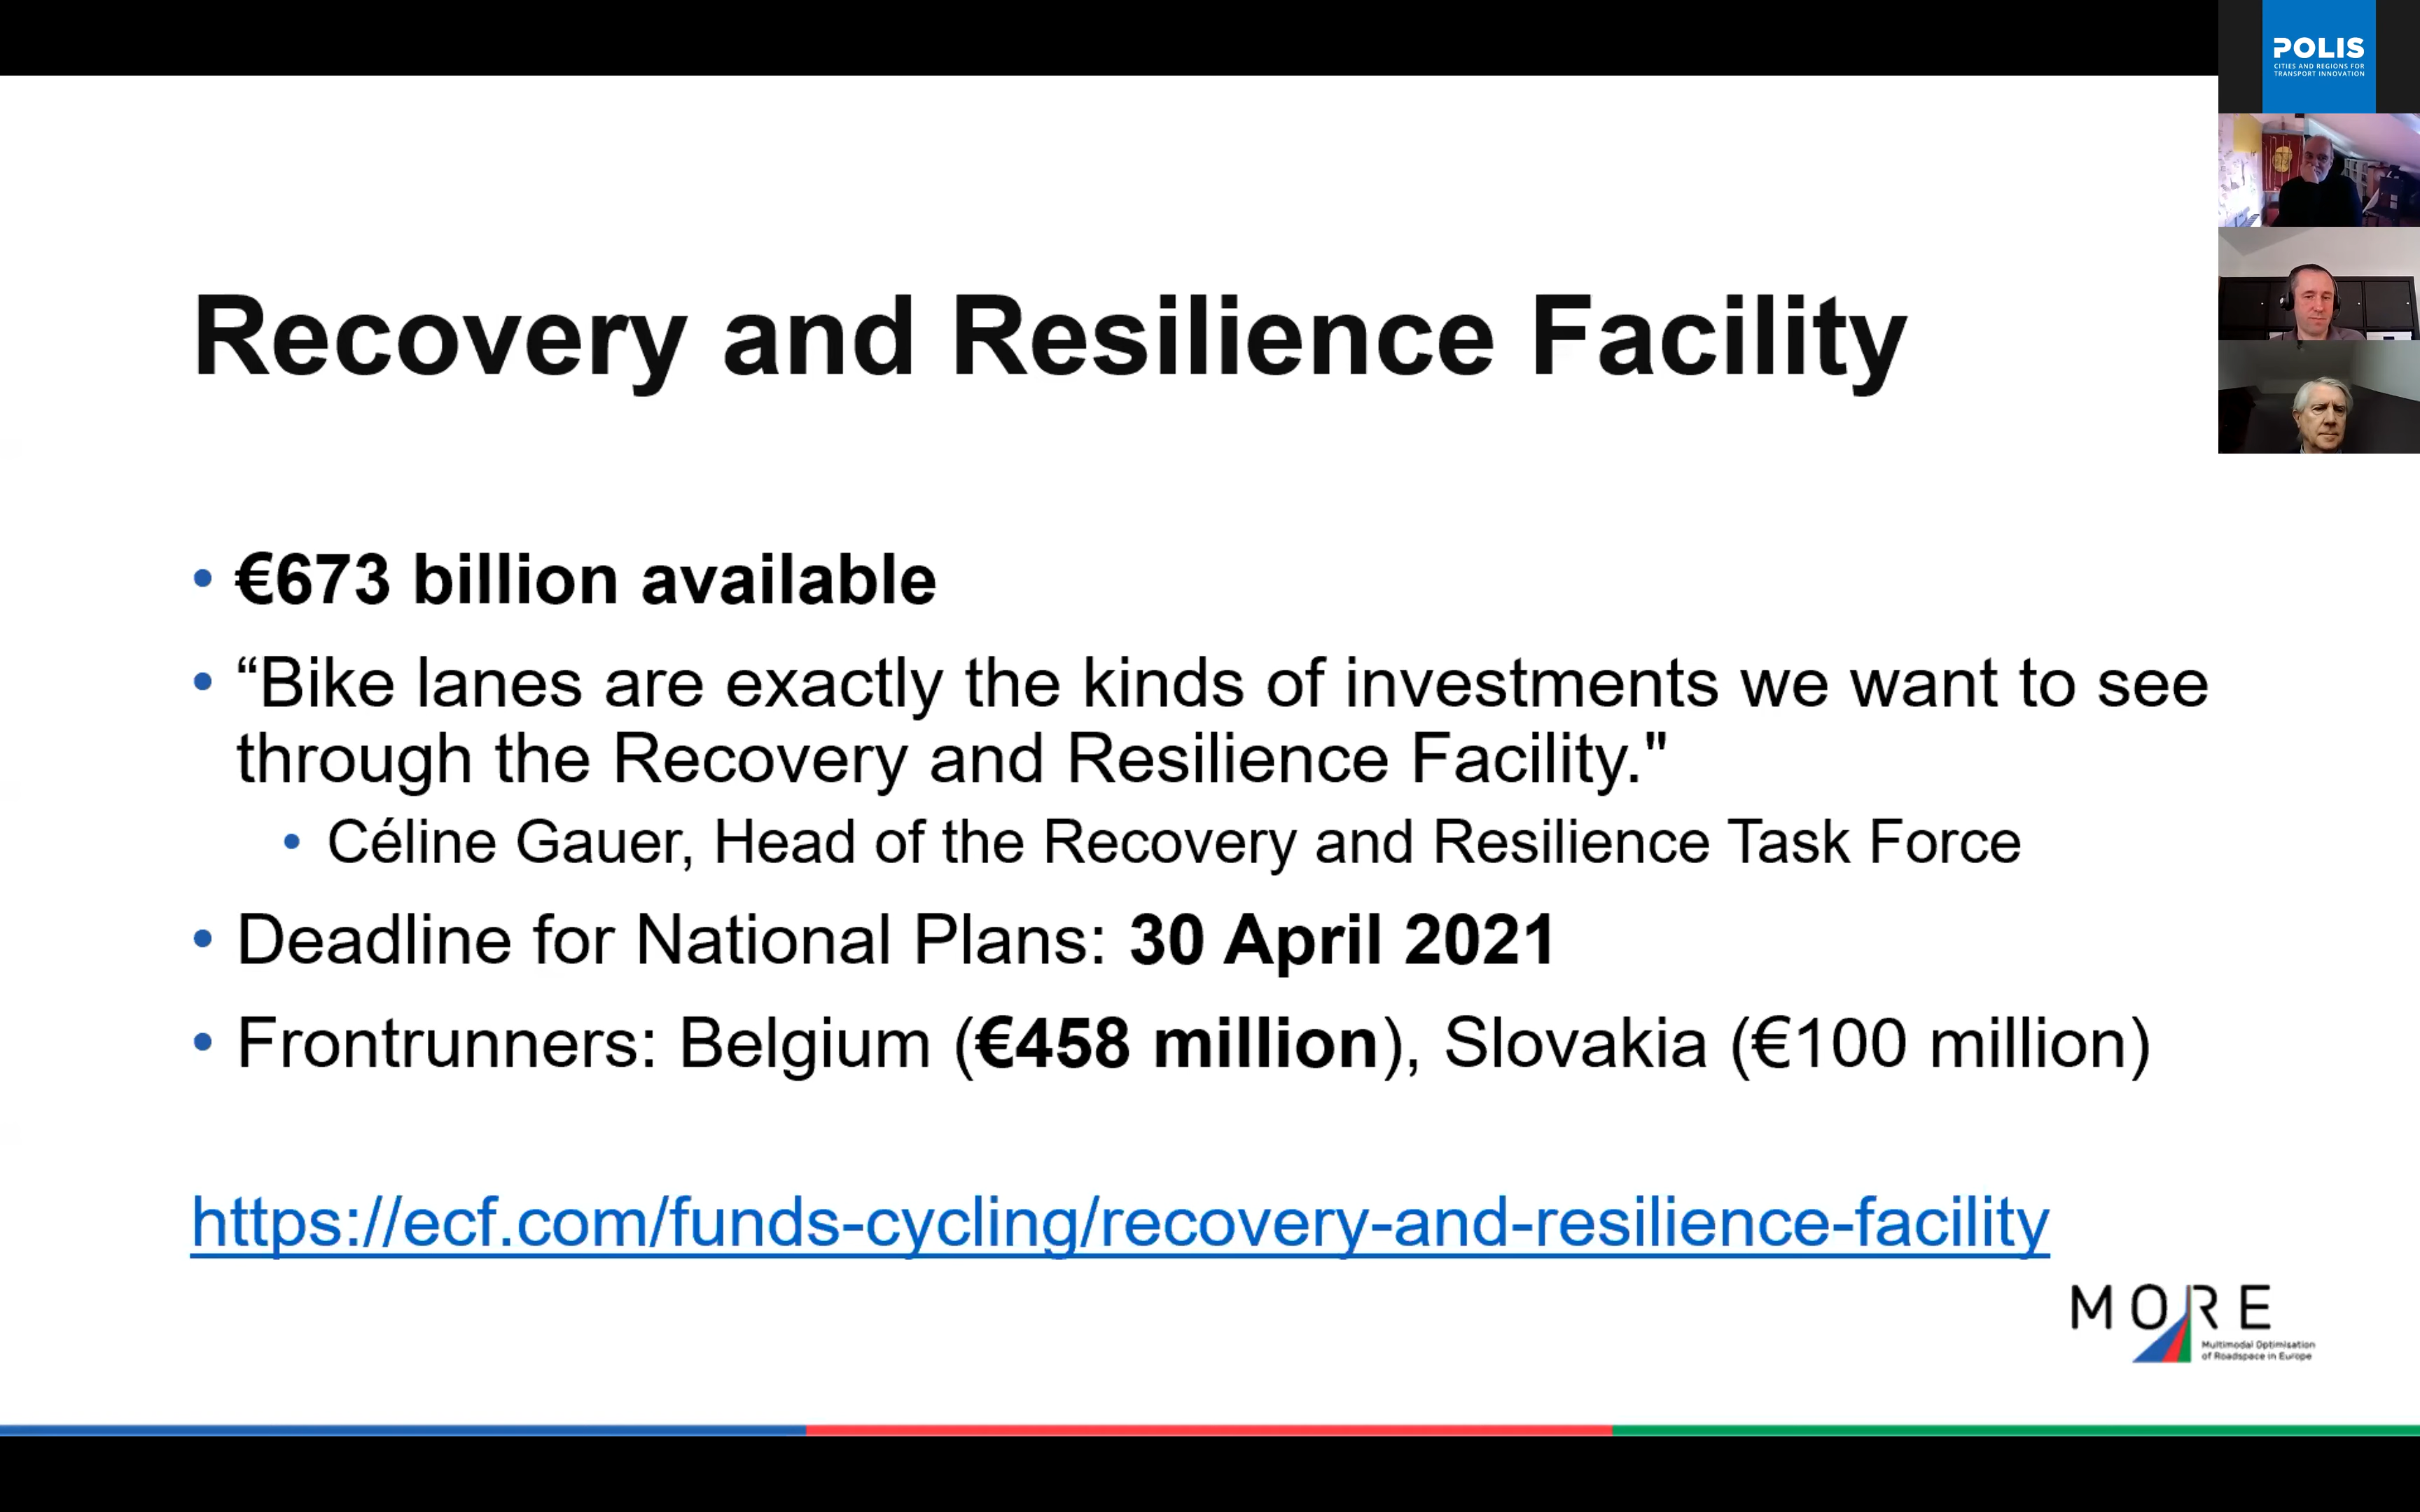 POLIS
CITIES AND REGIONS FOR
TRANSPORT INNOVATION
Recovery and Resilience Facility
• €673 billion available
• “Bike lanes are exactly the kinds of investments we want to see
through the Recovery and Resilience Facility."
• Céline Gauer, Head of the Recovery and Resilience Task Force
• Deadline for National Plans: 30 April 2021
• Frontrunners: Belgium (€458 million), Slovakia (€100 million)
https://ecf.com/funds-cycling/recovery-and-resilience-facility
MORE
Multimodal Optimisation
of Roadspace in Europe